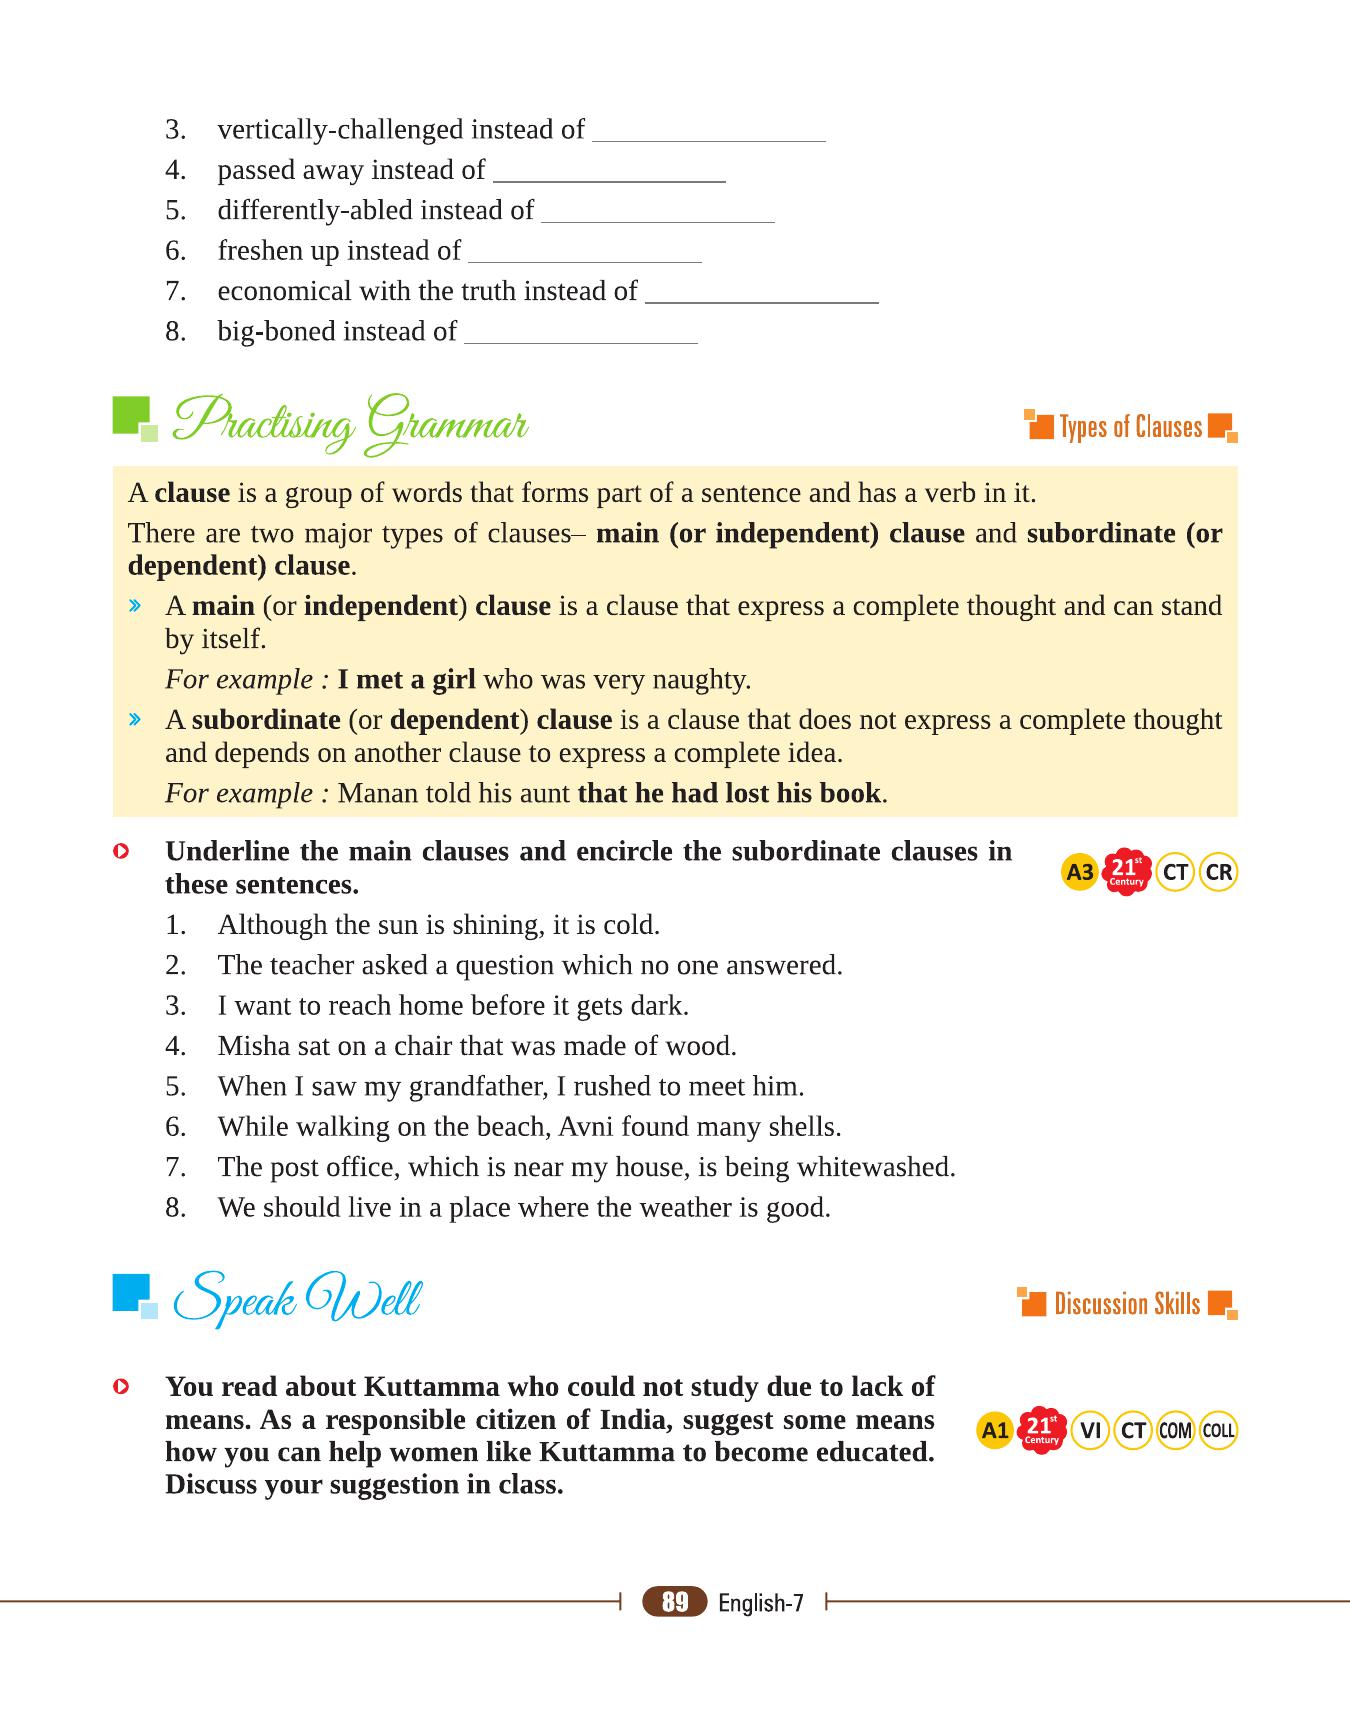 3. vertically-challenged instead of ________________
4. passed away instead of ________________
5. differently-abled instead of ________________
6. freshen up instead of ________________
7. economical with the truth instead of ________________
8. big-boned instead of ________________
Practising Grammar
Types of Clauses
A clause is a group of words that forms part of a sentence and has a verb in it.
There are two major types of clauses– main (or independent) clause and subordinate (or
dependent) clause.
» A main (or independent) clause is a clause that express a complete thought and can stand
by itself.
For example : I met a girl who was very naughty.
» A subordinate (or dependent) clause is a clause that does not express a complete thought
and depends on another clause to express a complete idea.
For example : Manan told his aunt that he had lost his book.
Underline the main clauses and encircle the subordinate clauses in
these sentences.
A3 21st Century CT CR
1. Although the sun is shining, it is cold.
2. The teacher asked a question which no one answered.
3. I want to reach home before it gets dark.
4. Misha sat on a chair that was made of wood.
5. When I saw my grandfather, I rushed to meet him.
6. While walking on the beach, Avni found many shells.
7. The post office, which is near my house, is being whitewashed.
8. We should live in a place where the weather is good.
Speak Well
Discussion Skills
You read about Kuttamma who could not study due to lack of
means. As a responsible citizen of India, suggest some means
how you can help women like Kuttamma to become educated.
Discuss your suggestion in class.
A1 21st Century VI CT COM COLL
89 English-7